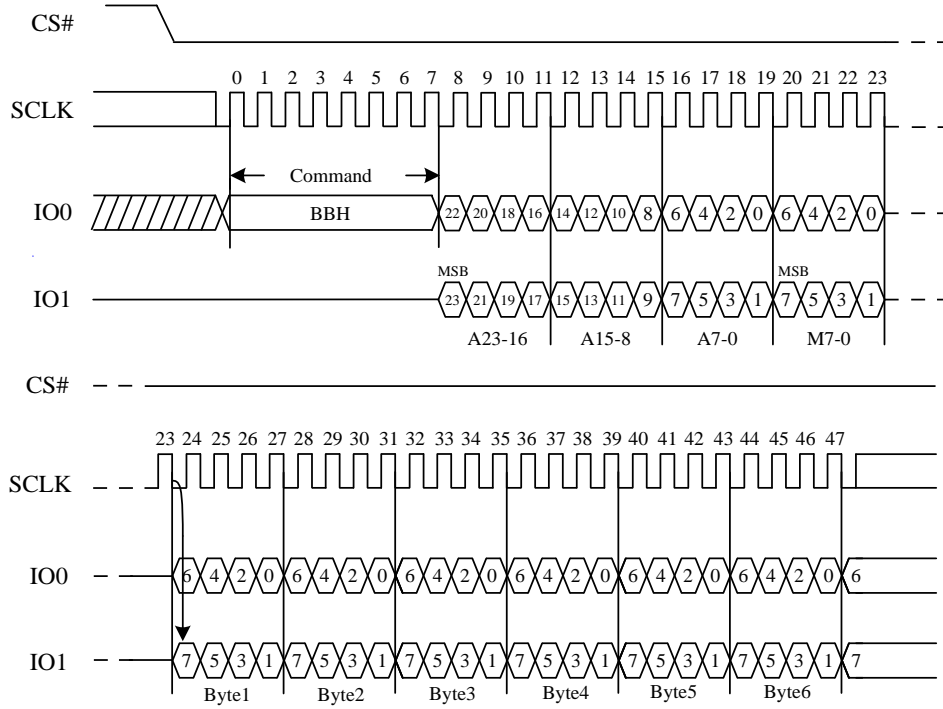 CS#
0 1 2 3 4 5 6 7 8 9 10 11 12 13 14 15 16 17 18 19 20 21 22 23
SCLK
Command
IO0 BBH 22 20 18 16 14 12 10 8 6 4 2 0 6 4 2 0
MSB MSB
IO1 23 21 19 17 15 13 11 9 7 5 3 1 7 5 3 1
A23-16 A15-8 A7-0 M7-0
CS#
23 24 25 26 27 28 29 30 31 32 33 34 35 36 37 38 39 40 41 42 43 44 45 46 47
SCLK
IO0 6 4 2 0 6 4 2 0 6 4 2 0 6 4 2 0 6 4 2 0 6 4 2 0 6
IO1 7 5 3 1 7 5 3 1 7 5 3 1 7 5 3 1 7 5 3 1 7 5 3 1 7
Byte1 Byte2 Byte3 Byte4 Byte5 Byte6